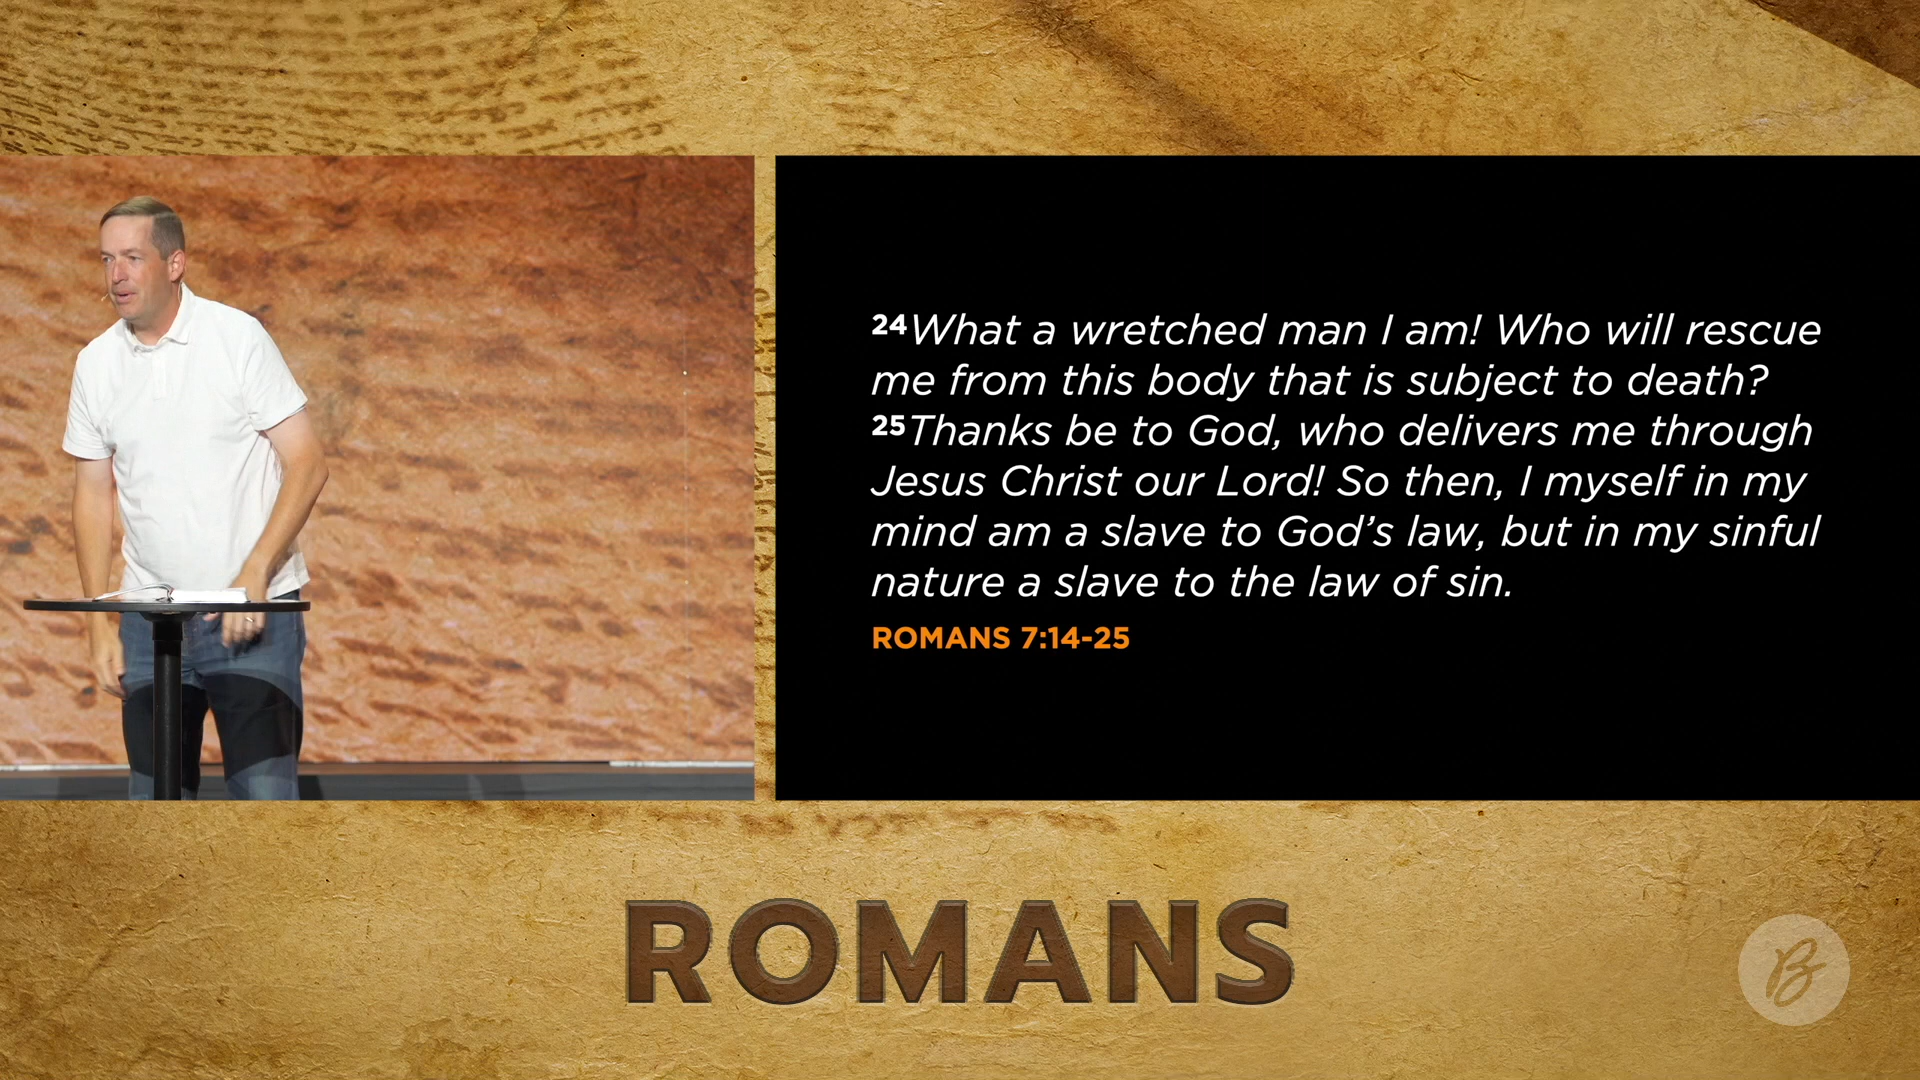 24What a wretched man I am! Who will rescue
me from this body that is subject to death?
25Thanks be to God, who delivers me through
Jesus Christ our Lord! So then, I myself in my
mind am a slave to God’s law, but in my sinful
nature a slave to the law of sin.
ROMANS 7:14-25
ROMANS
B